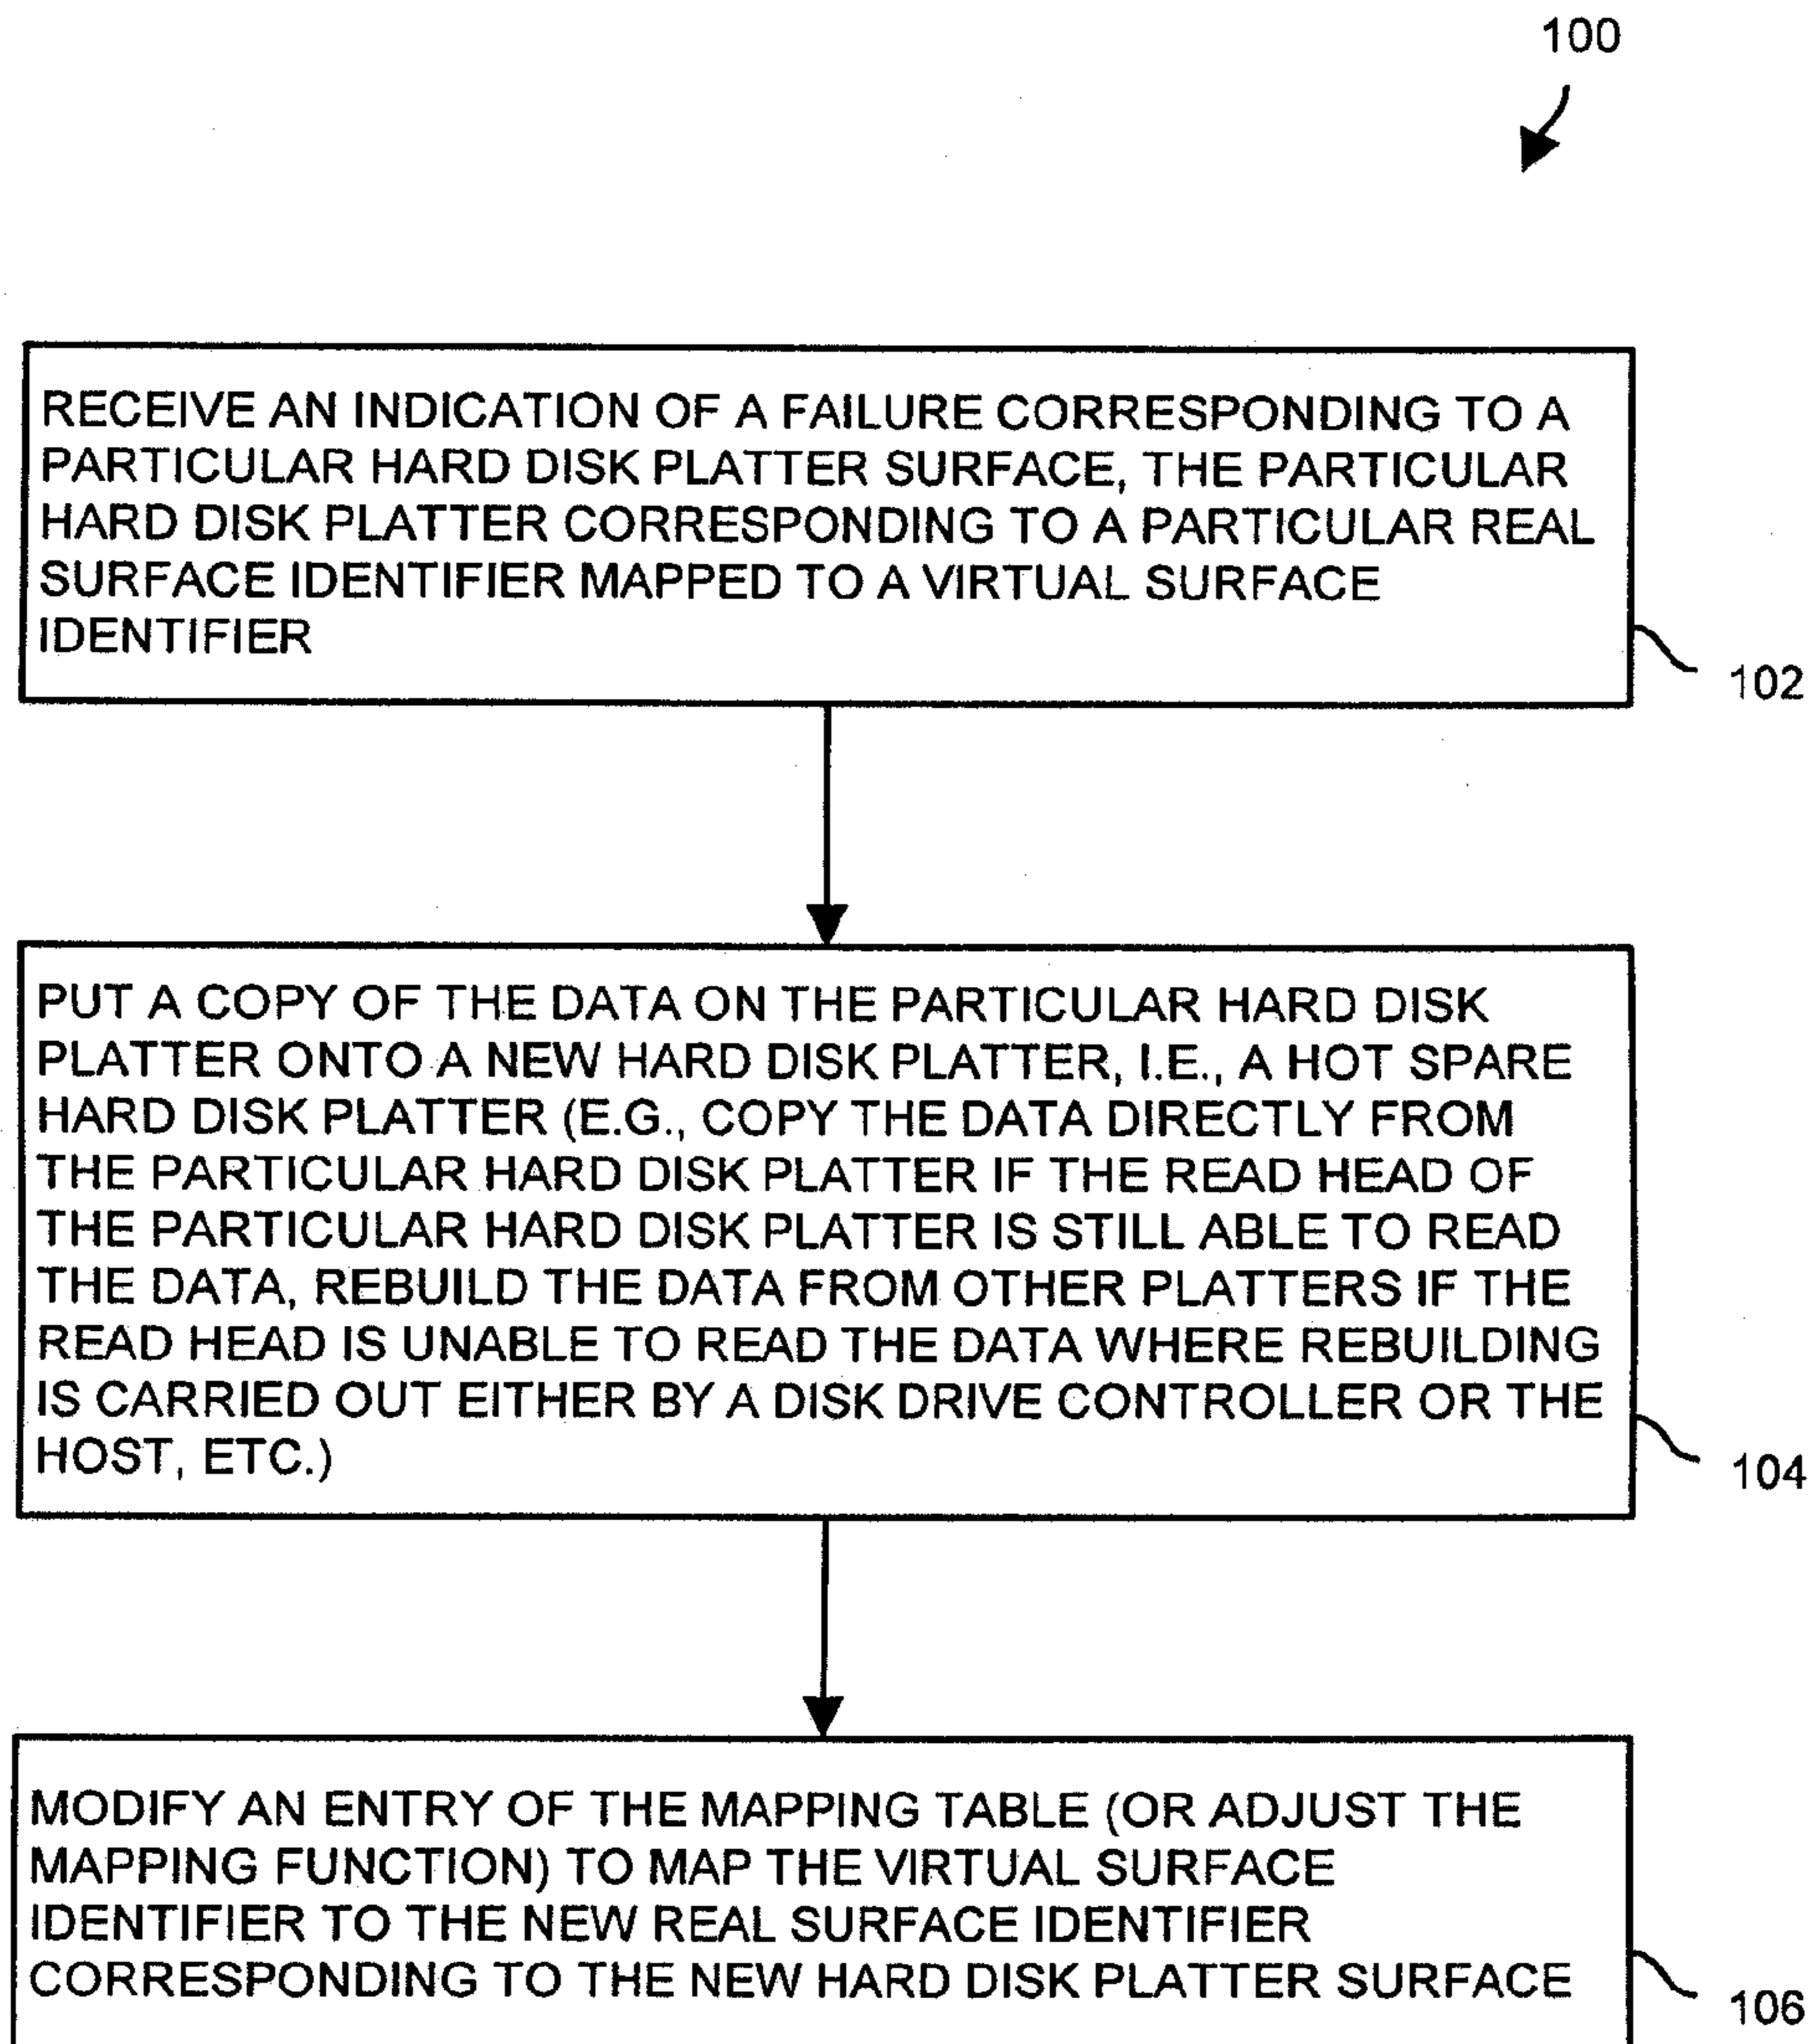 100
RECEIVE AN INDICATION OF A FAILURE CORRESPONDING TO A
PARTICULAR HARD DISK PLATTER SURFACE, THE PARTICULAR
HARD DISK PLATTER CORRESPONDING TO A PARTICULAR REAL
SURFACE IDENTIFIER MAPPED TO A VIRTUAL SURFACE
IDENTIFIER
102
PUT A COPY OF THE DATA ON THE PARTICULAR HARD DISK
PLATTER ONTO A NEW HARD DISK PLATTER, I.E., A HOT SPARE
HARD DISK PLATTER (E.G., COPY THE DATA DIRECTLY FROM
THE PARTICULAR HARD DISK PLATTER IF THE READ HEAD OF
THE PARTICULAR HARD DISK PLATTER IS STILL ABLE TO READ
THE DATA, REBUILD THE DATA FROM OTHER PLATTERS IF THE
READ HEAD IS UNABLE TO READ THE DATA WHERE REBUILDING
IS CARRIED OUT EITHER BY A DISK DRIVE CONTROLLER OR THE
HOST, ETC.)
104
MODIFY AN ENTRY OF THE MAPPING TABLE (OR ADJUST THE
MAPPING FUNCTION) TO MAP THE VIRTUAL SURFACE
IDENTIFIER TO THE NEW REAL SURFACE IDENTIFIER
CORRESPONDING TO THE NEW HARD DISK PLATTER SURFACE
106